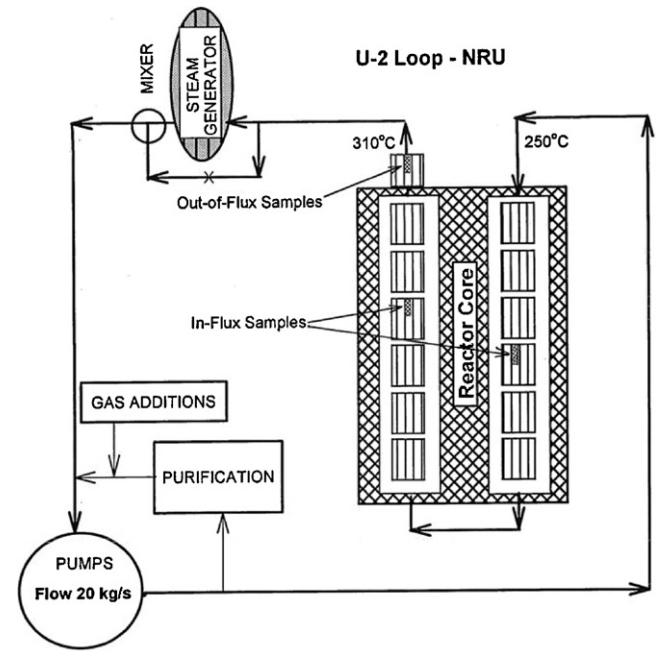 U-2 Loop - NRU
MIXER
STEAM
GENERATOR
310°C
250°C
Out-of-Flux Samples
In-Flux Samples
Reactor Core
GAS ADDITIONS
PURIFICATION
PUMPS
Flow 20 kg/s